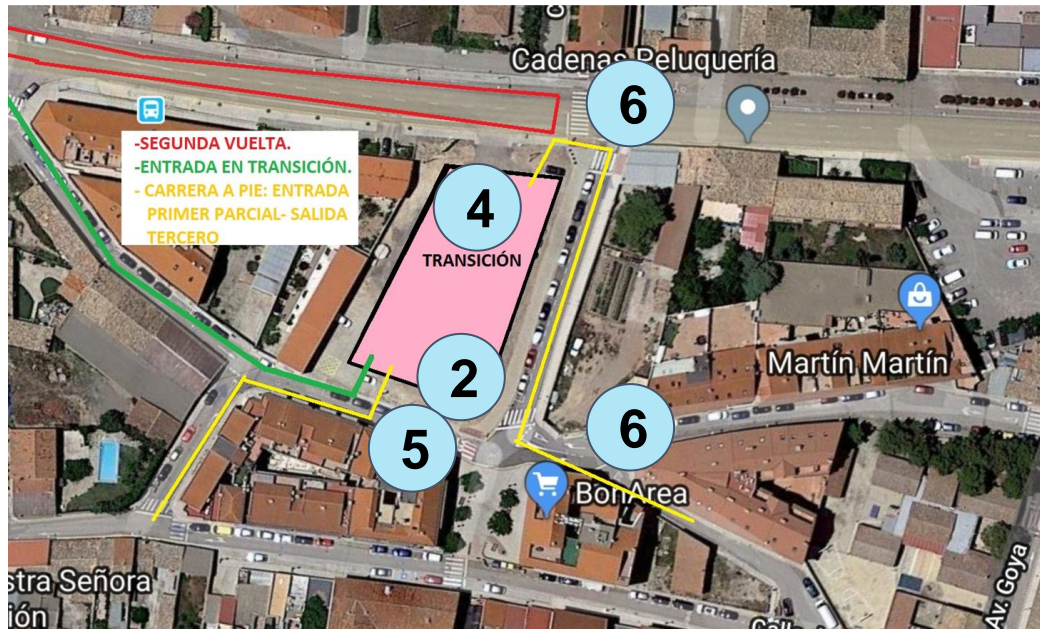 C
Cadenas Peluquería
6
-SEGUNDA VUELTA.
-ENTRADA EN TRANSICIÓN.
- CARRERA A PIE: ENTRADA
PRIMER PARCIAL- SALIDA
TERCERO
4
TRANSICIÓN
Martín Martín
2
6
5
BonArea
stra Señora
ión
Av. Goya
Call